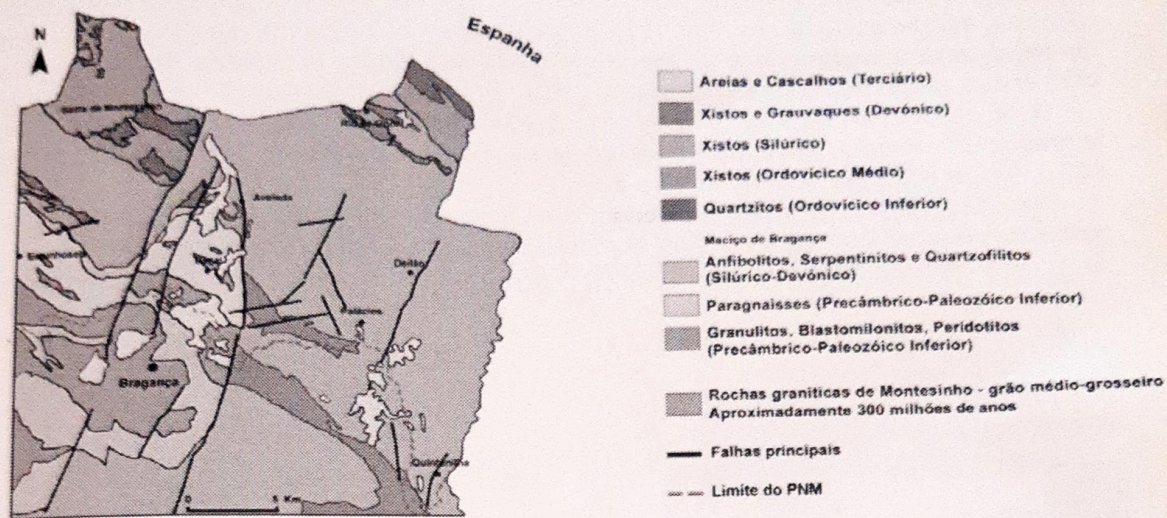 N
Espanha
Aveleda
Deilão
Bragança
Quintanilha
0 5 Km
Areias e Cascalhos (Terciário)
Xistos e Grauvaques (Devónico)
Xistos (Silúrico)
Xistos (Ordovícico Médio)
Quartzitos (Ordovícico Inferior)
Maciço de Bragança
Anfibolitos, Serpentinitos e Quartzofilitos
(Silúrico-Devónico)
Paragnaisses (Precâmbrico-Paleozóico Inferior)
Granulitos, Blastomilonitos, Peridotitos
(Precâmbrico-Paleozóico Inferior)
Rochas graníticas de Montesinho - grão médio-grosseiro
Aproximadamente 300 milhões de anos
Falhas principais
Limite do PNM